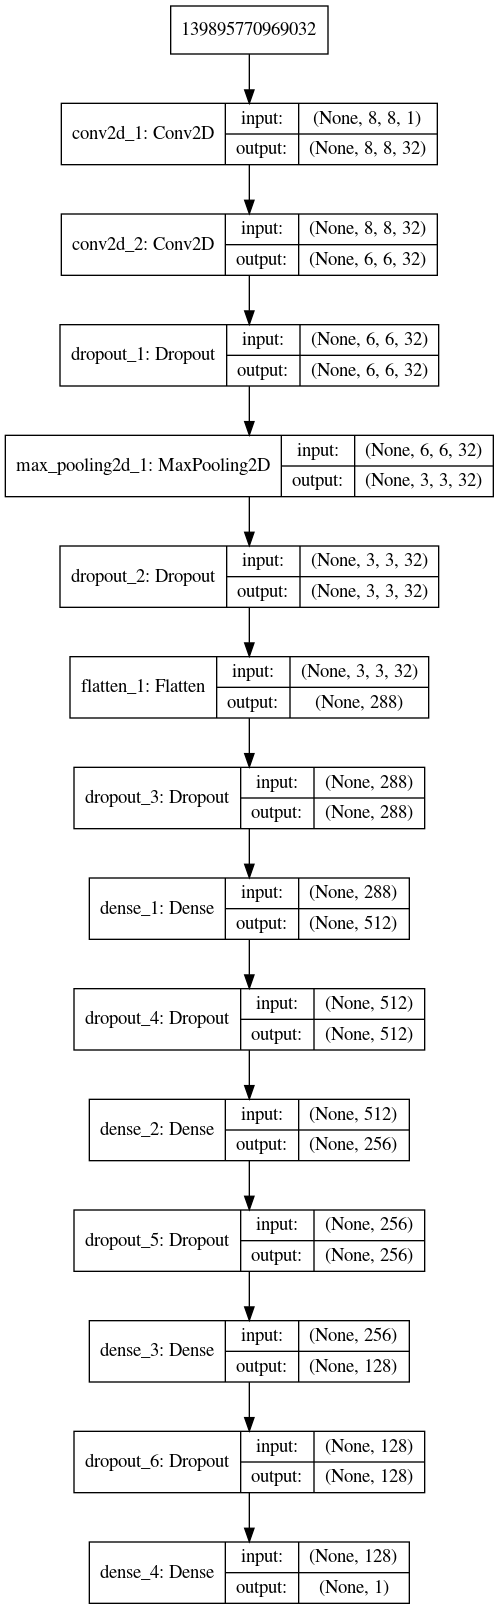 139895770969032
conv2d_1: Conv2D
input: (None, 8, 8, 1)
output: (None, 8, 8, 32)
conv2d_2: Conv2D
input: (None, 8, 8, 32)
output: (None, 6, 6, 32)
dropout_1: Dropout
input: (None, 6, 6, 32)
output: (None, 6, 6, 32)
max_pooling2d_1: MaxPooling2D
input: (None, 6, 6, 32)
output: (None, 3, 3, 32)
dropout_2: Dropout
input: (None, 3, 3, 32)
output: (None, 3, 3, 32)
flatten_1: Flatten
input: (None, 3, 3, 32)
output: (None, 288)
dropout_3: Dropout
input: (None, 288)
output: (None, 288)
dense_1: Dense
input: (None, 288)
output: (None, 512)
dropout_4: Dropout
input: (None, 512)
output: (None, 512)
dense_2: Dense
input: (None, 512)
output: (None, 256)
dropout_5: Dropout
input: (None, 256)
output: (None, 256)
dense_3: Dense
input: (None, 256)
output: (None, 128)
dropout_6: Dropout
input: (None, 128)
output: (None, 128)
dense_4: Dense
input: (None, 128)
output: (None, 1)